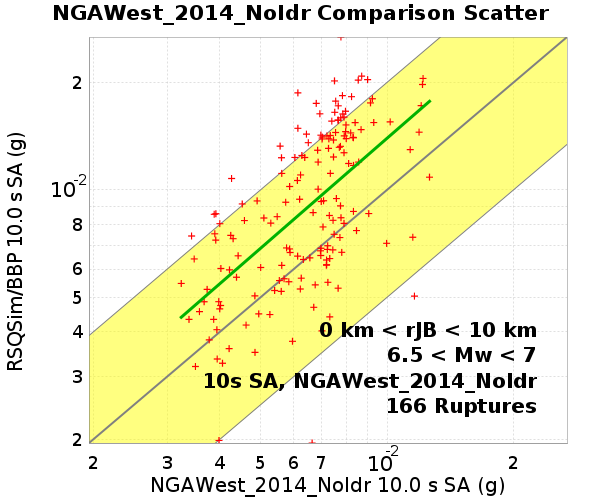 NGAWest_2014_NoIdr Comparison Scatter
RSQSim/BBP 10.0 s SA (g)
2
10-2
8
6
5
4
3
2
0 km < rJB < 10 km
6.5 < Mw < 7
10s SA, NGAWest_2014_NoIdr
166 Ruptures
2 3 4 5 6 7 10-2 2
NGAWest_2014_NoIdr 10.0 s SA (g)